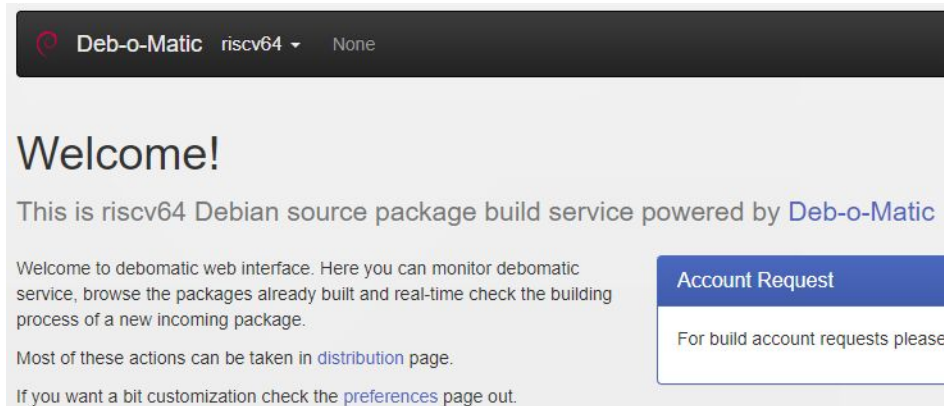 Deb-o-Matic riscv64 None
Welcome!
This is riscv64 Debian source package build service powered by Deb-o-Matic
Welcome to debomatic web interface. Here you can monitor debomatic
service, browse the packages already built and real-time check the building
process of a new incoming package.
Most of these actions can be taken in distribution page.
If you want a bit customization check the preferences page out.
Account Request
For build account requests please